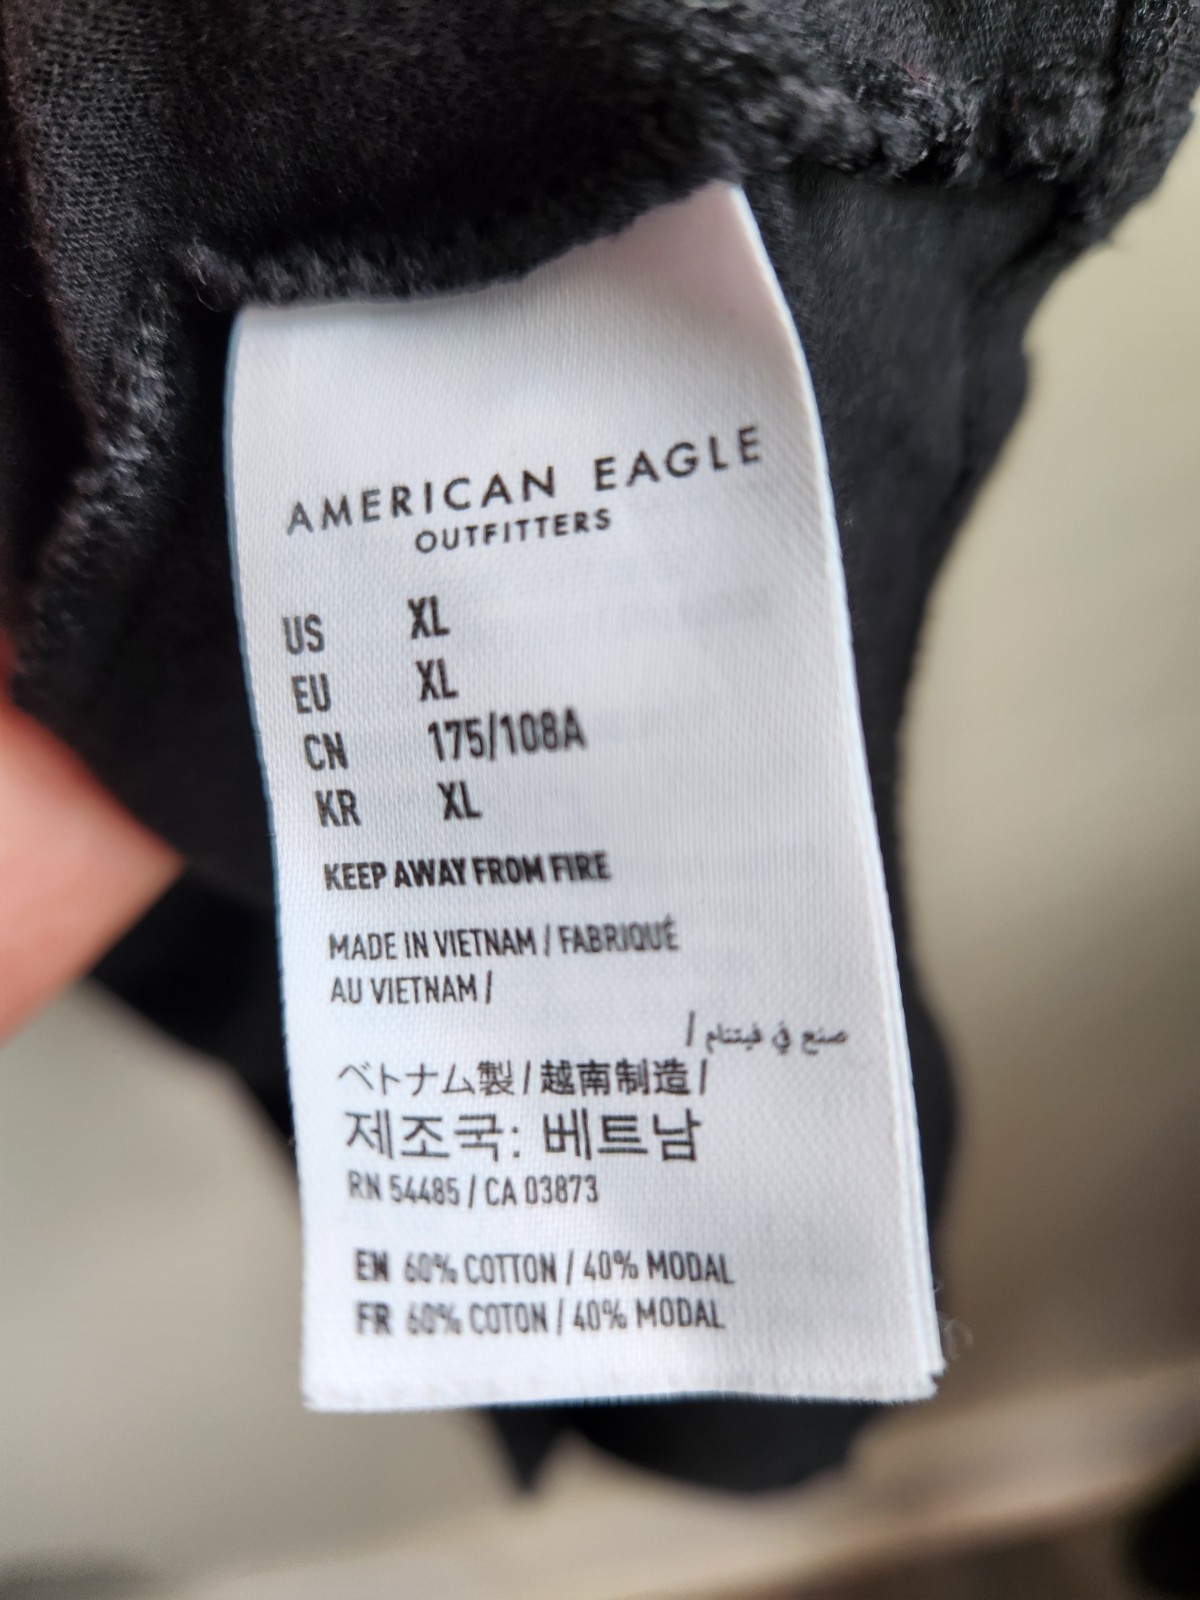 AMERICAN EAGLE
OUTFITTERS
US XL
EU XL
CN 175/108A
KR XL
KEEP AWAY FROM FIRE
MADE IN VIETNAM / FABRIQUÉ
AU VIETNAM /
صنع في فيتنام /
ベトナム製 / 越南制造 /
제조국: 베트남
RN 54485 / CA 03873
EN 60% COTTON / 40% MODAL
FR 60% COTON / 40% MODAL